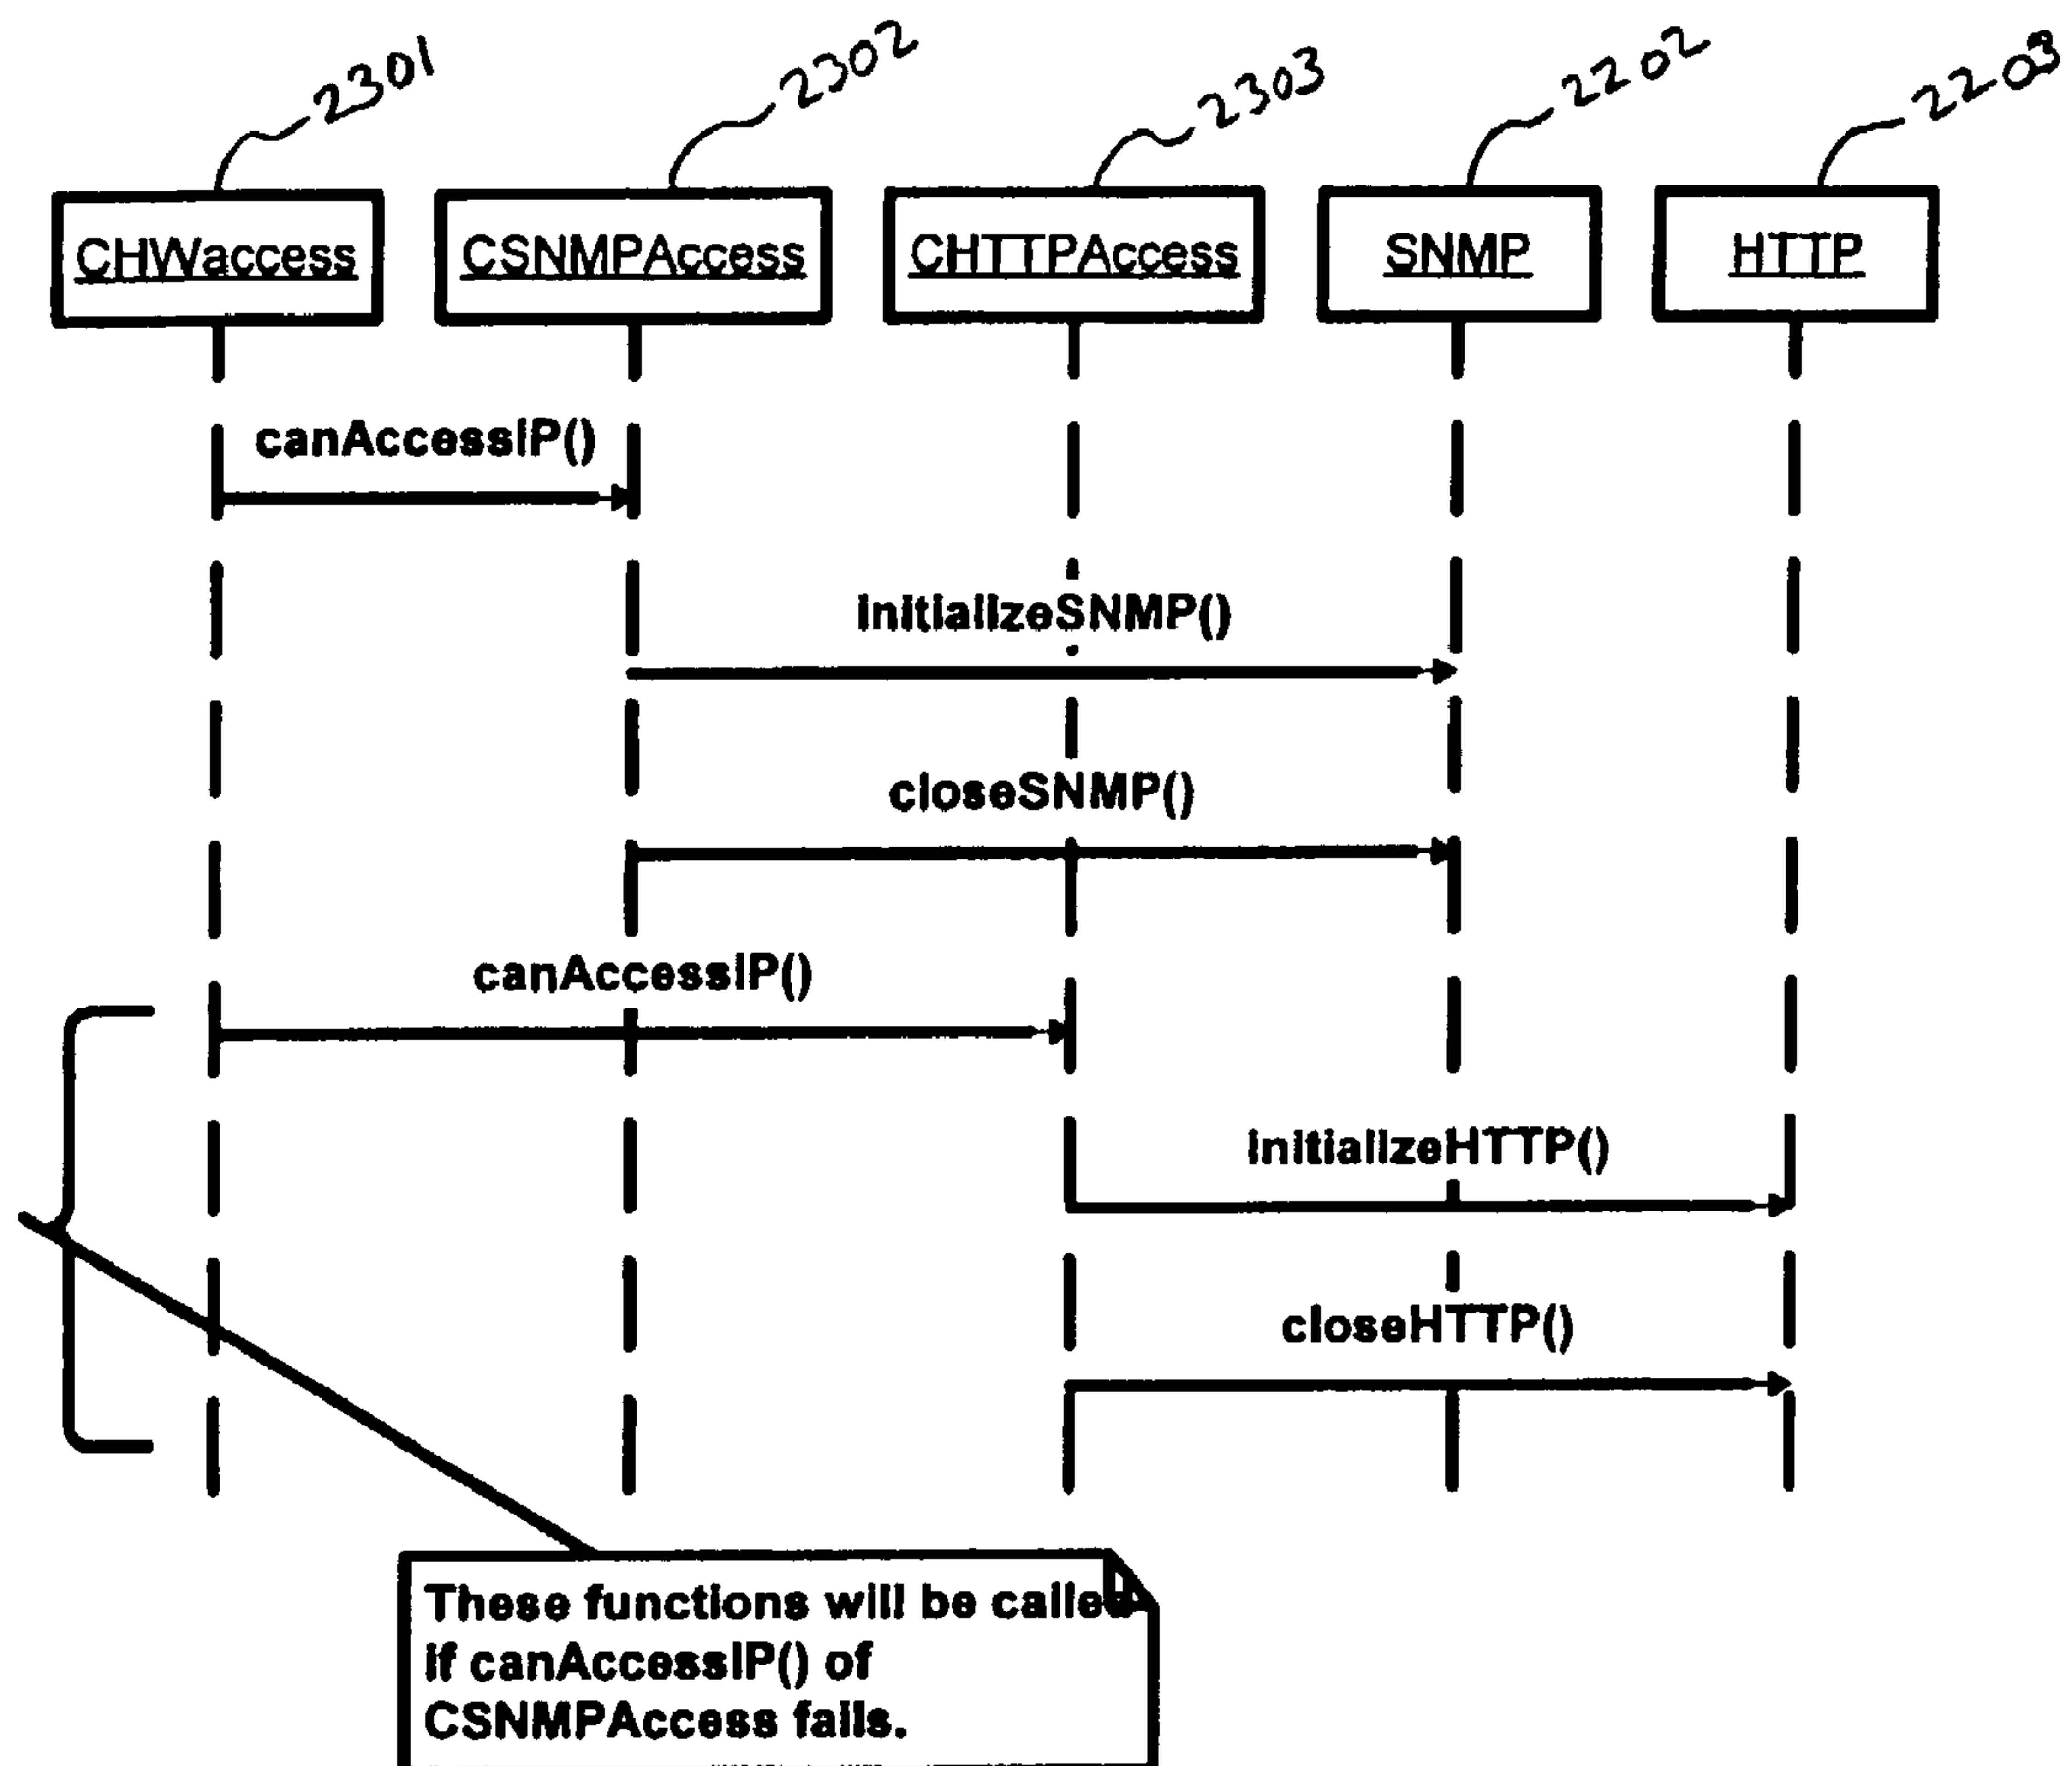 2301
2302
2303
2202
2203
CHWaccess
CSNMPAccess
CHTTPAccess
SNMP
HTTP
canAccessIP()
initializeSNMP()
closeSNMP()
canAccessIP()
initializeHTTP()
closeHTTP()
These functions will be called
if canAccessIP() of
CSNMPAccess fails.